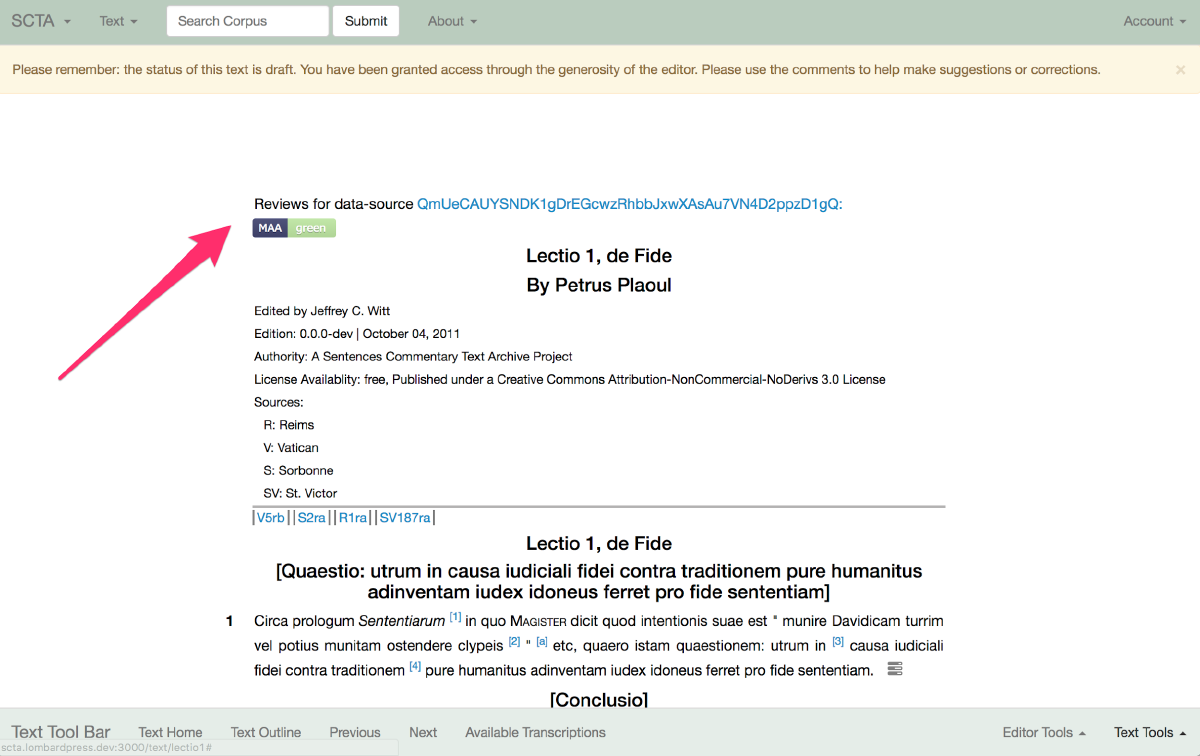 SCTA Text Search Corpus Submit About Account
Please remember: the status of this text is draft. You have been granted access through the generosity of the editor. Please use the comments to help make suggestions or corrections. ×
Reviews for data-source QmUeCAUYSNDK1gDrEGcwzRhbbJxwXAsAu7VN4D2ppzD1gQ:
MAA green
Lectio 1, de Fide
By Petrus Plaoul
Edited by Jeffrey C. Witt
Edition: 0.0.0-dev | October 04, 2011
Authority: A Sentences Commentary Text Archive Project
License Availablity: free, Published under a Creative Commons Attribution-NonCommercial-NoDerivs 3.0 License
Sources:
R: Reims
V: Vatican
S: Sorbonne
SV: St. Victor
|V5rb| |S2ra| |R1ra| |SV187ra|
Lectio 1, de Fide
[Quaestio: utrum in causa iudiciali fidei contra traditionem pure humanitus
adinventam iudex idoneus ferret pro fide sententiam]
1 Circa prologum Sententiarum [1] in quo Magister dicit quod intentionis suae est " munire Davidicam turrim
vel potius munitam ostendere clypeis [2] " [a] etc, quaero istam quaestionem: utrum in [3] causa iudiciali
fidei contra traditionem [4] pure humanitus adinventam iudex idoneus ferret pro fide sententiam.
[Conclusio]
Text Tool Bar Text Home Text Outline Previous Next Available Transcriptions Editor Tools Text Tools
scta.lombardpress.dev:3000/text/lectio1#